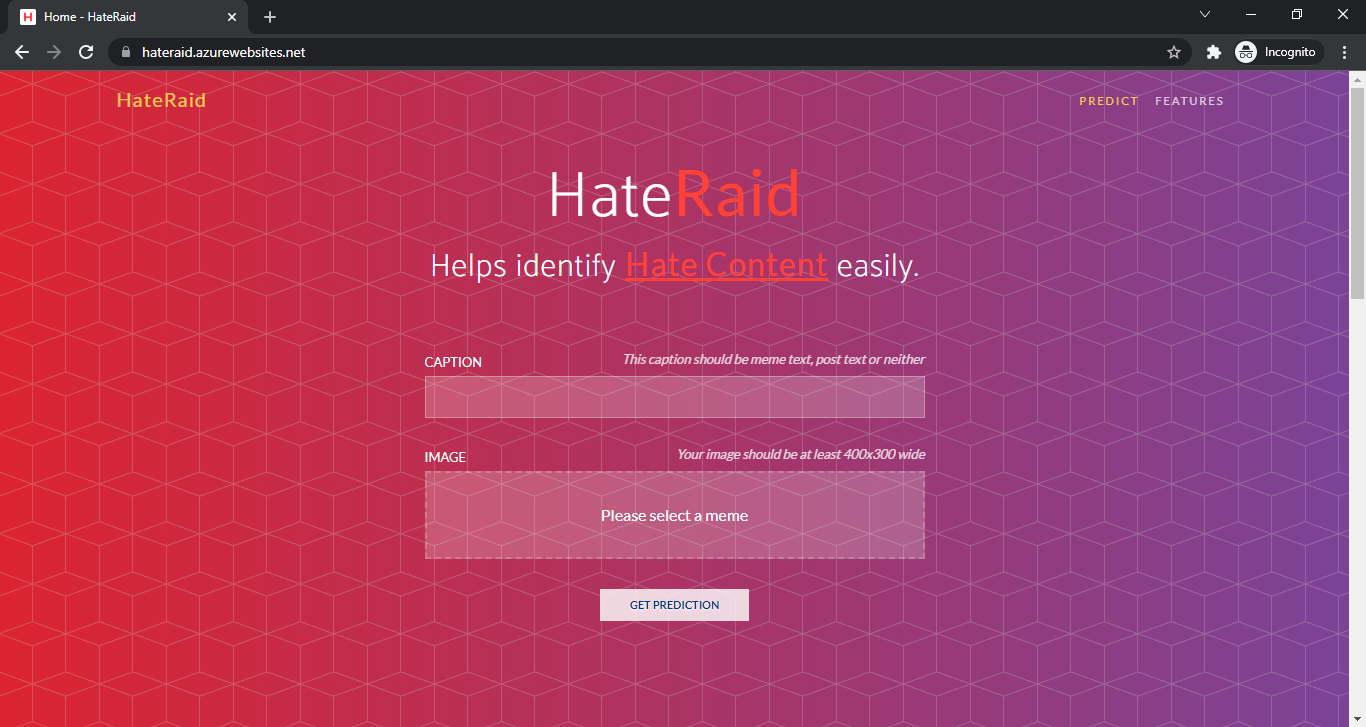 H Home - HateRaid
hateraid.azurewebsites.net
Incognito
HateRaid PREDICT FEATURES
HateRaid
Helps identify Hate Content easily.
CAPTION This caption should be meme text, post text or neither
IMAGE Your image should be at least 400x300 wide
Please select a meme
GET PREDICTION